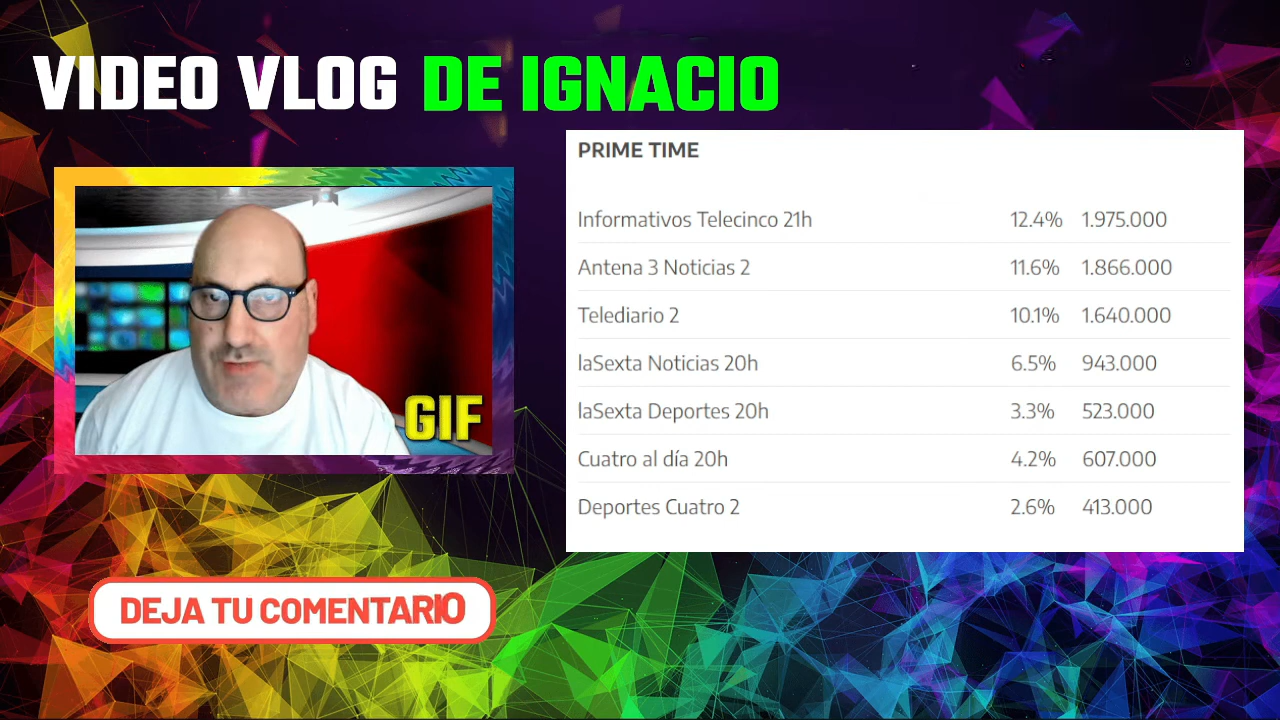 VIDEO VLOG DE IGNACIO
PRIME TIME
Informativos Telecinco 21h 12.4% 1.975.000
Antena 3 Noticias 2 11.6% 1.866.000
Telediario 2 10.1% 1.640.000
laSexta Noticias 20h 6.5% 943.000
laSexta Deportes 20h 3.3% 523.000
Cuatro al día 20h 4.2% 607.000
Deportes Cuatro 2 2.6% 413.000
GIF
DEJA TU COMENTARIO